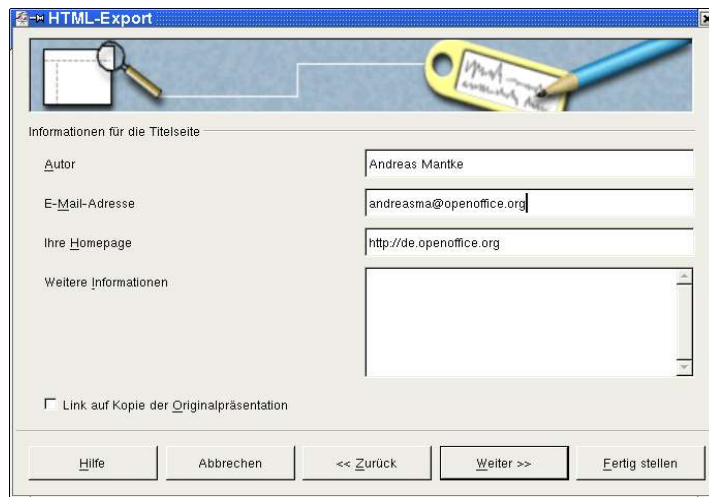 HTML-Export
Informationen für die Titelseite
Autor
Andreas Mantke
E-Mail-Adresse
andreasma@openoffice.org
Ihre Homepage
http://de.openoffice.org
Weitere Informationen
Link auf Kopie der Originalpräsentation
Hilfe
Abbrechen
<< Zurück
Weiter >>
Fertig stellen